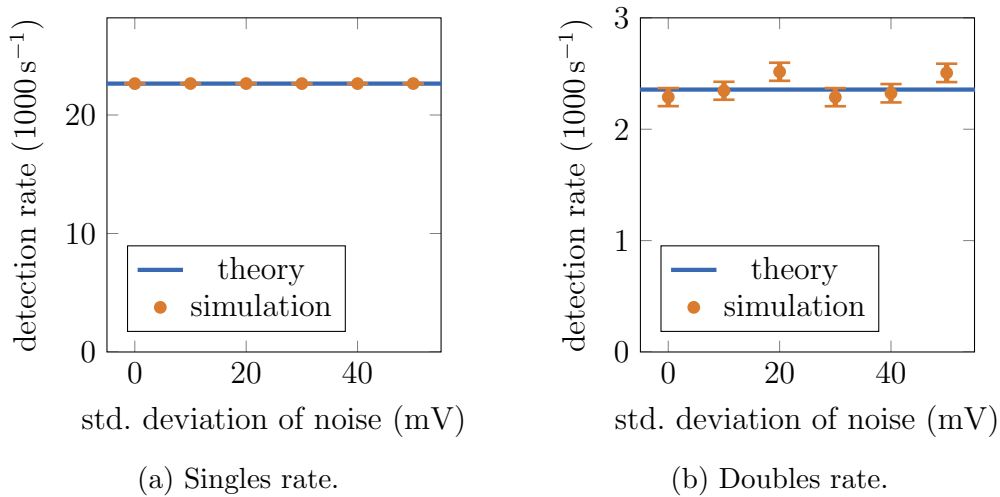 20
10
0
detection rate (1000 s⁻¹)
theory
simulation
0 20 40
std. deviation of noise (mV)
(a) Singles rate.
3
2
1
0
detection rate (1000 s⁻¹)
theory
simulation
0 20 40
std. deviation of noise (mV)
(b) Doubles rate.